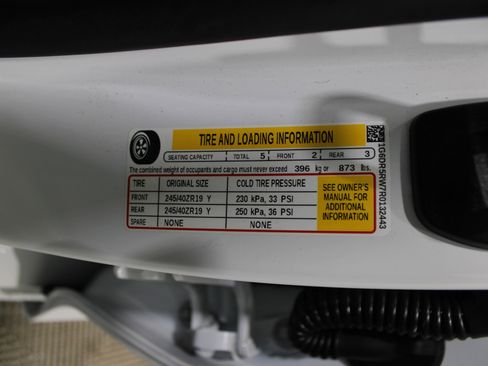 TIRE AND LOADING INFORMATION
SEATING CAPACITY TOTAL 5 FRONT 2 REAR 3
The combined weight of occupants and cargo must never exceed 396 kg or 873 lbs.
TIRE ORIGINAL SIZE COLD TIRE PRESSURE
FRONT 245/40ZR19 Y 230 kPa, 33 PSI
REAR 245/40ZR19 Y 250 kPa, 36 PSI
SPARE NONE NONE
SEE OWNER'S
MANUAL FOR
ADDITIONAL
INFORMATION
1G6DR5RW7R0132443